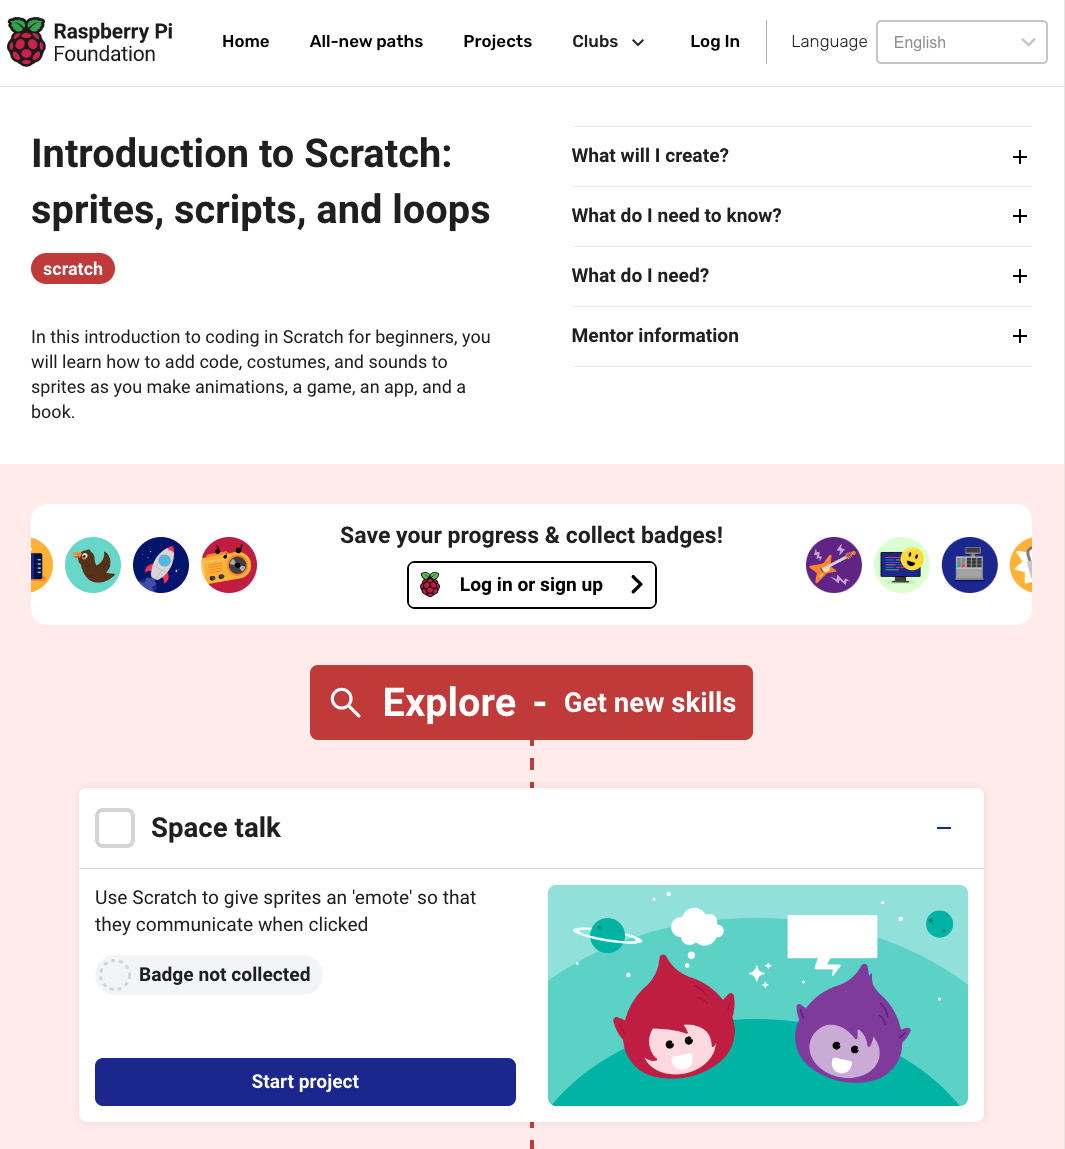 Raspberry Pi
Foundation
Home
All-new paths
Projects
Clubs
Log In
Language
English
Introduction to Scratch:
sprites, scripts, and loops
scratch
In this introduction to coding in Scratch for beginners, you
will learn how to add code, costumes, and sounds to
sprites as you make animations, a game, an app, and a
book.
What will I create?
What do I need to know?
What do I need?
Mentor information
Save your progress & collect badges!
Log in or sign up
Explore - Get new skills
Space talk
Use Scratch to give sprites an 'emote' so that
they communicate when clicked
Badge not collected
Start project